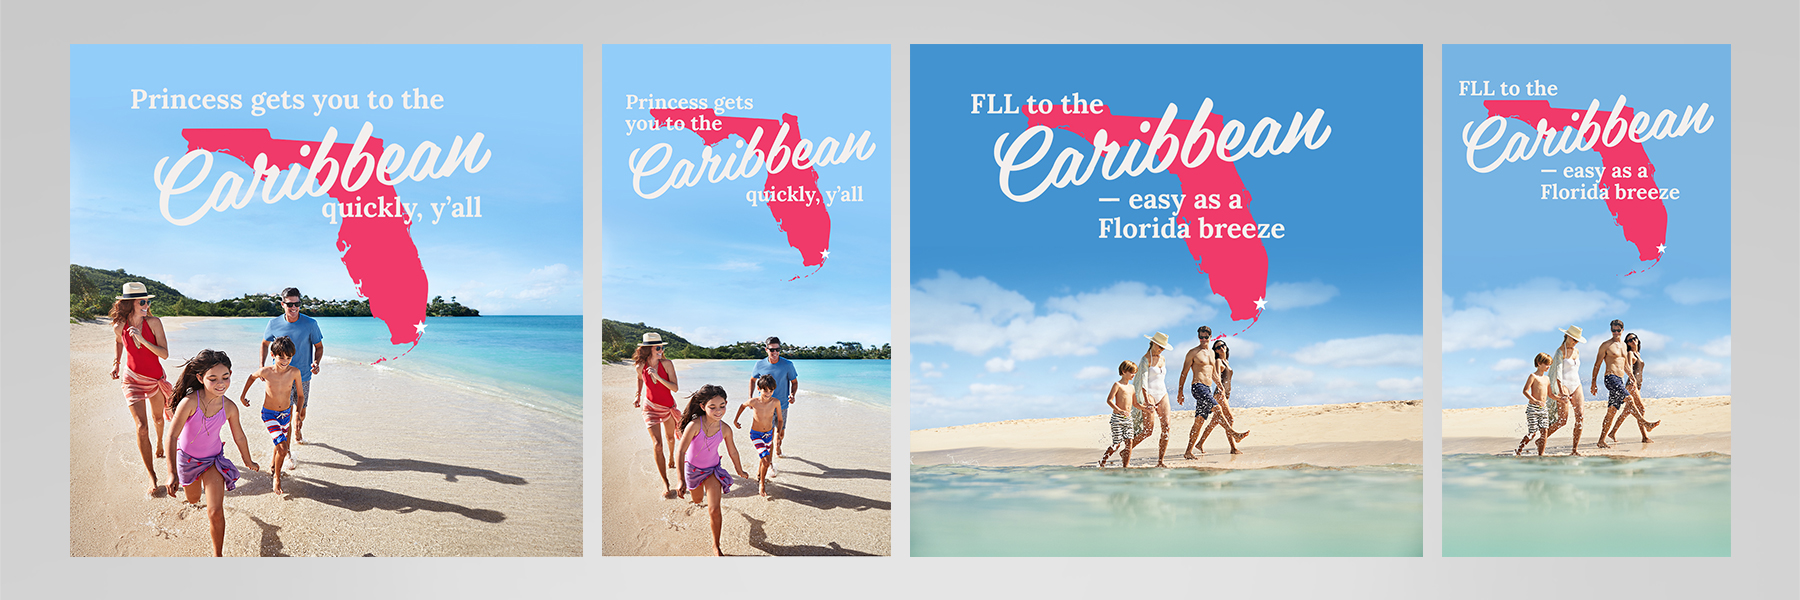 Princess gets you to the
Caribbean
quickly, y'all
Princess gets
you to the
Caribbean
quickly, y'all
FLL to the
Caribbean
— easy as a
Florida breeze
FLL to the
Caribbean
— easy as a
Florida breeze